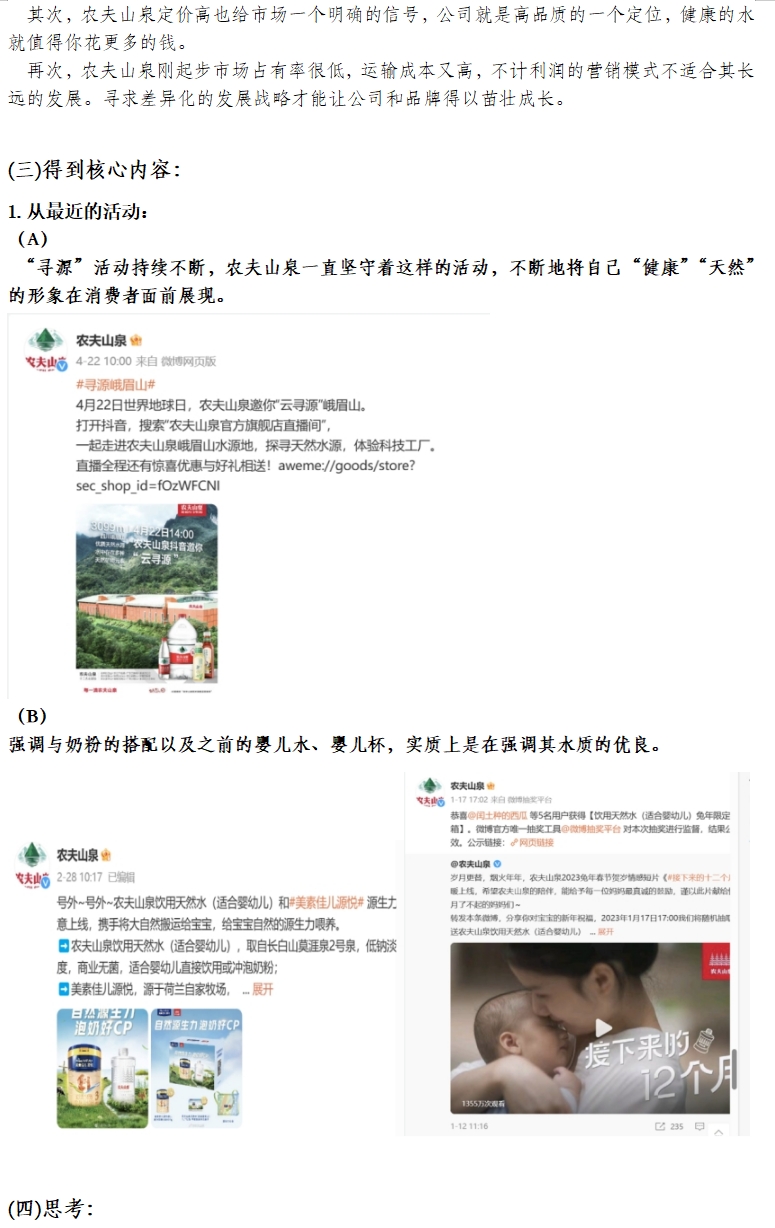 其次，农夫山泉定价高也给市场一个明确的信号，公司就是高品质的一个定位，健康的水
就值得你花更多的钱。
再次，农夫山泉刚起步市场占有率很低，运输成本又高，不计利润的营销模式不适合其长
远的发展。寻求差异化的发展战略才能让公司和品牌得以茁壮成长。
(三)得到核心内容：
1. 从最近的活动：
（A）
“寻源”活动持续不断，农夫山泉一直坚守着这样的活动，不断地将自己“健康”“天然”
的形象在消费者面前展现。
农夫山泉
4-22 10:00 来自 微博网页版
#寻源峨眉山#
4月22日世界地球日，农夫山泉邀你“云寻源”峨眉山。
打开抖音，搜索“农夫山泉官方旗舰店直播间”，
一起走进农夫山泉峨眉山水源地，探寻天然水源，体验科技工厂。
直播全程还有惊喜优惠与好礼相送！aweme://goods/store?
sec_shop_id=fOzWFCNI
3099m
4月22日14:00
农夫山泉抖音邀你
“云寻源”
（B）
强调与奶粉的搭配以及之前的婴儿水、婴儿杯，实质上是在强调其水质的优良。
农夫山泉
2-28 10:17 已编辑
号外~号外~农夫山泉饮用天然水（适合婴幼儿）和#美素佳儿源悦# 源生力
意上线，携手将大自然搬运给宝宝，给宝宝自然的源生力喂养。
农夫山泉饮用天然水（适合婴幼儿），取自长白山莫涯泉2号泉，低钠淡
度，商业无菌，适合婴幼儿直接饮用或冲泡奶粉；
美素佳儿源悦，源于荷兰自家牧场， ... 展开
自然源生力
泡奶好CP
自然源生力 泡奶好CP
农夫山泉
1-17 17:02 来自 微博抽奖平台
恭喜@闰土种的西瓜 等5名用户获得【饮用天然水（适合婴幼儿）兔年限定
箱】。微博官方唯一抽奖工具@微博抽奖平台 对本次抽奖进行监督，结果公
效。公示链接：网页链接
@农夫山泉
岁月更替，烟火年年，农夫山泉2023兔年春节贺岁情感短片《#接下来的十二个月
暖上线，希望农夫山泉的陪伴，能给予每一位妈妈最真诚的鼓励，谨以此片献给
月了不起的妈妈们~
转发本条微博，分享你对宝宝的新年祝福，2023年1月17日17:00我们将随机抽取
送农夫山泉饮用天然水（适合婴幼儿） ... 展开
接下来的
12个月
1355万次观看
1-12 11:16
235
(四)思考：